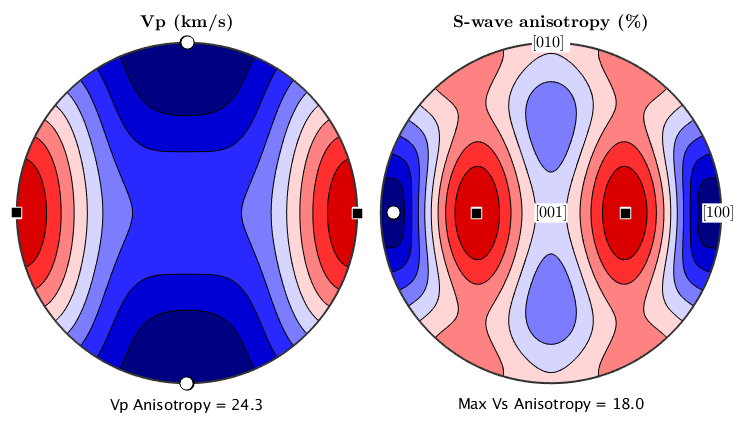 Vp (km/s)
S-wave anisotropy (%)
[010]
[001]
[100]
Vp Anisotropy = 24.3
Max Vs Anisotropy = 18.0